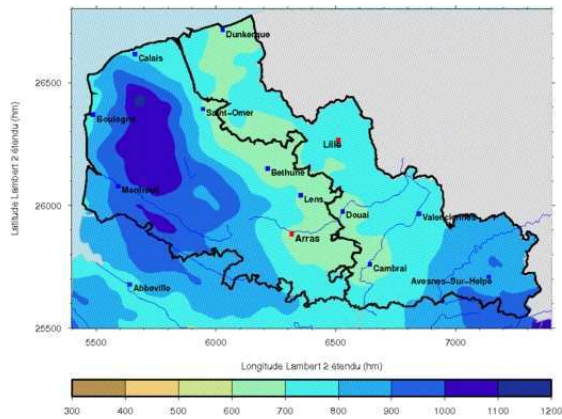 Dunkerque
Calais
26500
Saint-Omer
Boulogne
Lille
Bethune
Montreuil
Lens
Douai
Valenciennes
26000
Arras
Cambrai
Avesnes-Sur-Helpe
Abbeville
25500
Latitude Lambert 2 étendu (hm)
5500 6000 6500 7000
Longitude Lambert 2 étendu (hm)
300 400 500 600 700 800 900 1000 1100 1200